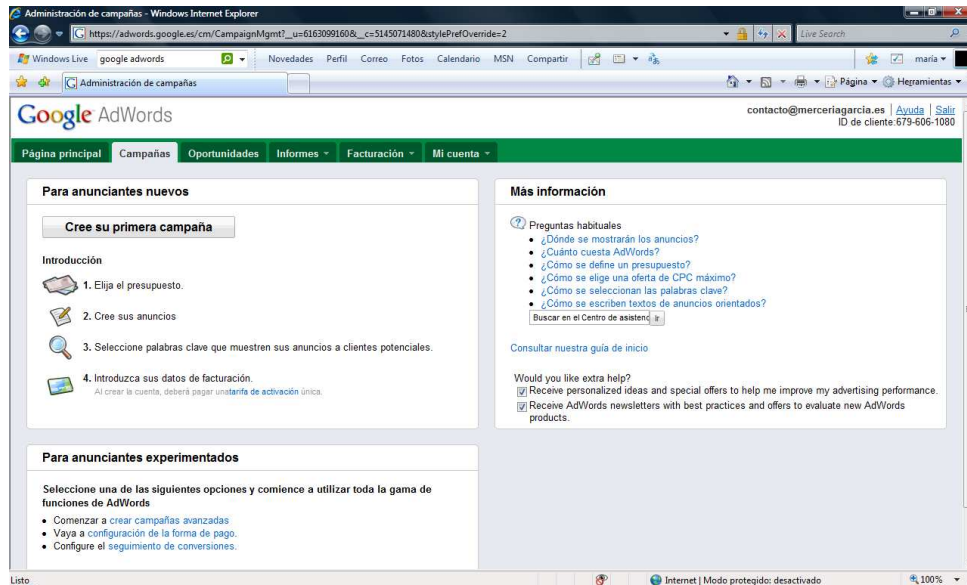 Administración de campañas - Windows Internet Explorer
https://adwords.google.es/cm/CampaignMgmt?__u=6163099160&__c=5145071480&stylePrefOverride=2
Live Search
Windows Live google adwords Novedades Perfil Correo Fotos Calendario MSN Compartir maría
Administración de campañas Página Herramientas
Google AdWords
contacto@merceriagarcia.es | Ayuda | Salir
ID de cliente:679-606-1080
Página principal Campañas Oportunidades Informes Facturación Mi cuenta
Para anunciantes nuevos
Cree su primera campaña
Introducción
1. Elija el presupuesto.
2. Cree sus anuncios
3. Seleccione palabras clave que muestren sus anuncios a clientes potenciales.
4. Introduzca sus datos de facturación.
Al crear la cuenta, deberá pagar unatarifa de activación única.
Más información
Preguntas habituales
• ¿Dónde se mostrarán los anuncios?
• ¿Cuánto cuesta AdWords?
• ¿Cómo se define un presupuesto?
• ¿Cómo se elige una oferta de CPC máximo?
• ¿Cómo se seleccionan las palabras clave?
• ¿Cómo se escriben textos de anuncios orientados?
Buscar en el Centro de asistenc ir
Consultar nuestra guía de inicio
Would you like extra help?
Receive personalized ideas and special offers to help me improve my advertising performance.
Receive AdWords newsletters with best practices and offers to evaluate new AdWords
products.
Para anunciantes experimentados
Seleccione una de las siguientes opciones y comience a utilizar toda la gama de
funciones de AdWords
• Comenzar a crear campañas avanzadas
• Vaya a configuración de la forma de pago.
• Configure el seguimiento de conversiones.
Listo Internet | Modo protegido: desactivado 100%